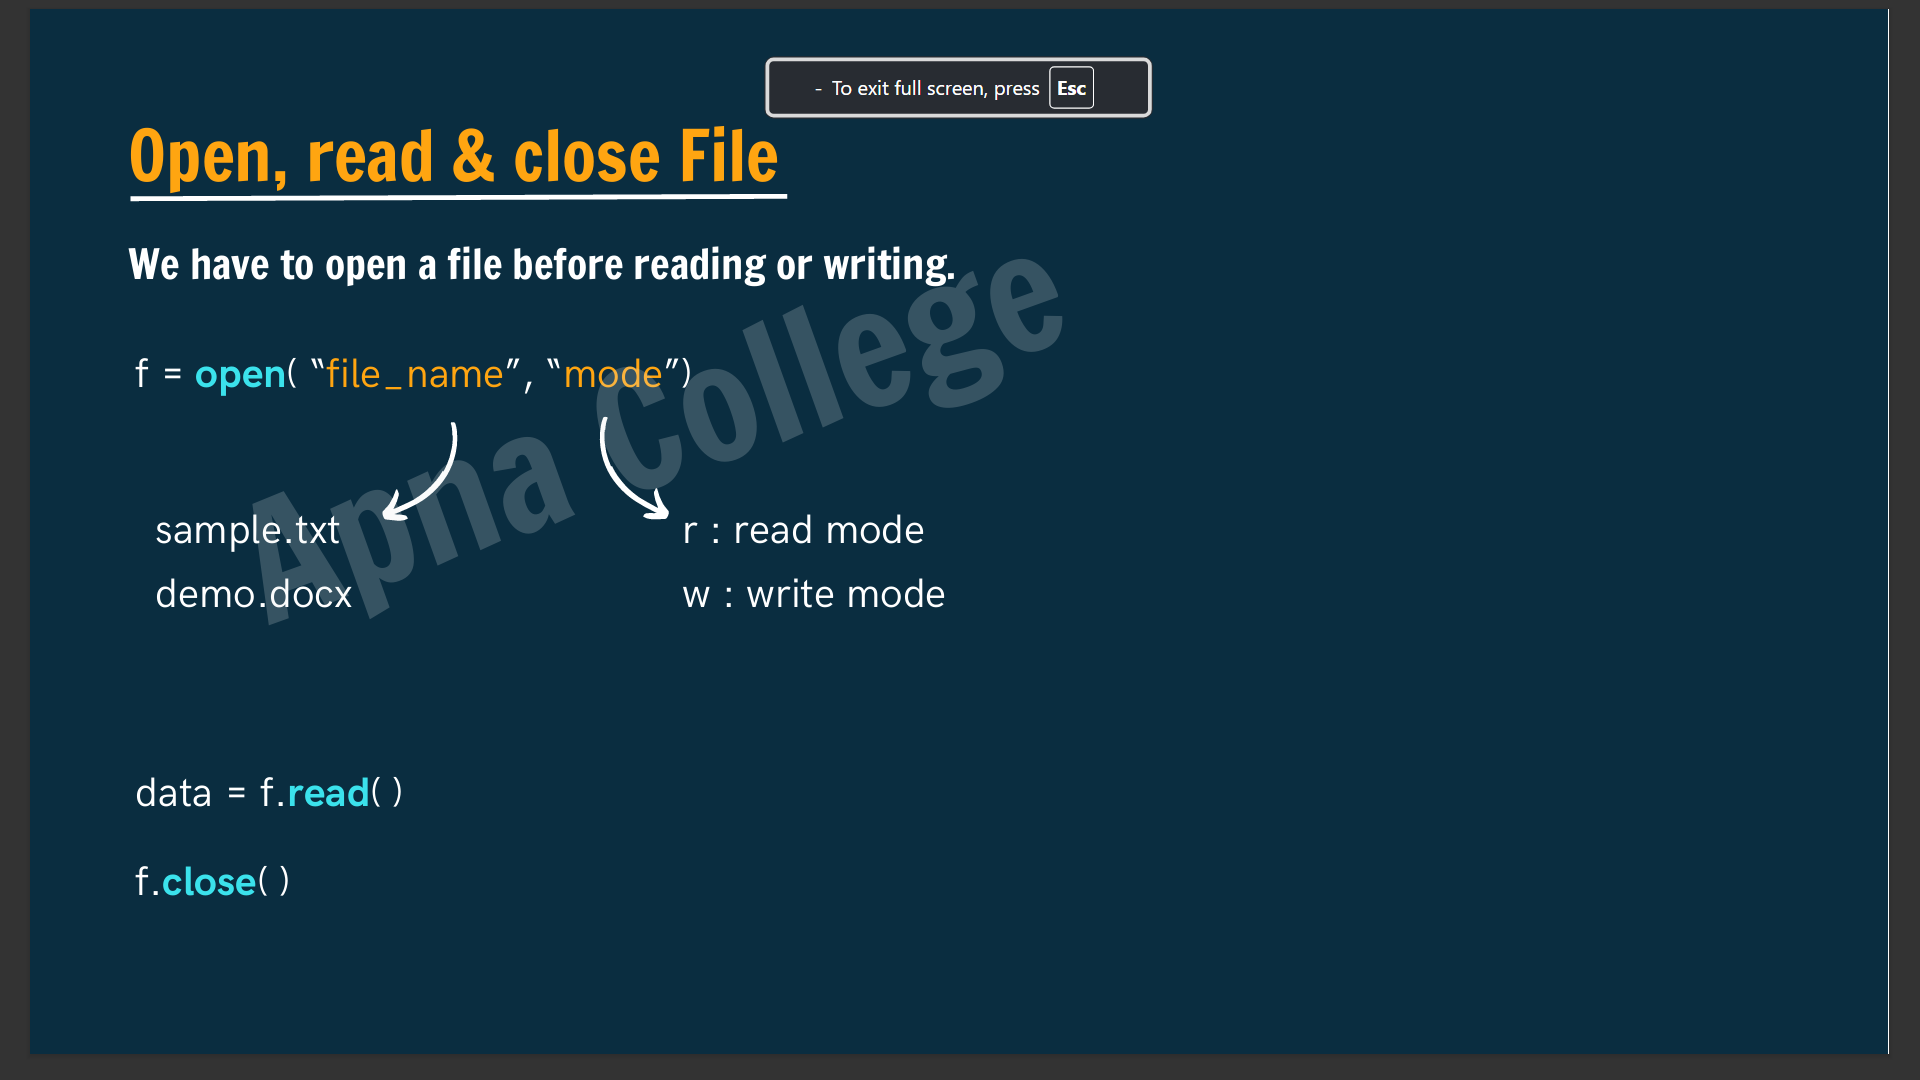 - To exit full screen, press Esc
Open, read & close File
We have to open a file before reading or writing.
f = open( “file_name”, “mode”)
sample.txt
r : read mode
demo.docx
w : write mode
data = f.read( )
f.close( )
Apna College